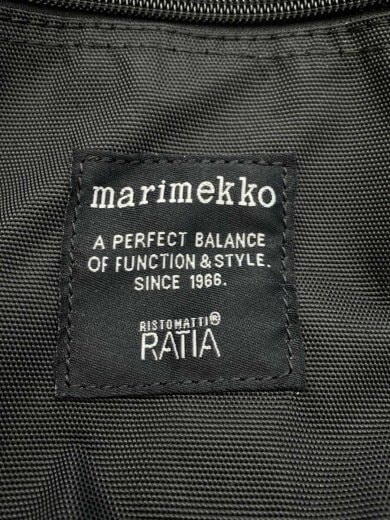 marimekko
A PERFECT BALANCE
OF FUNCTION & STYLE.
SINCE 1966.
RISTOMATTI®
RATIA